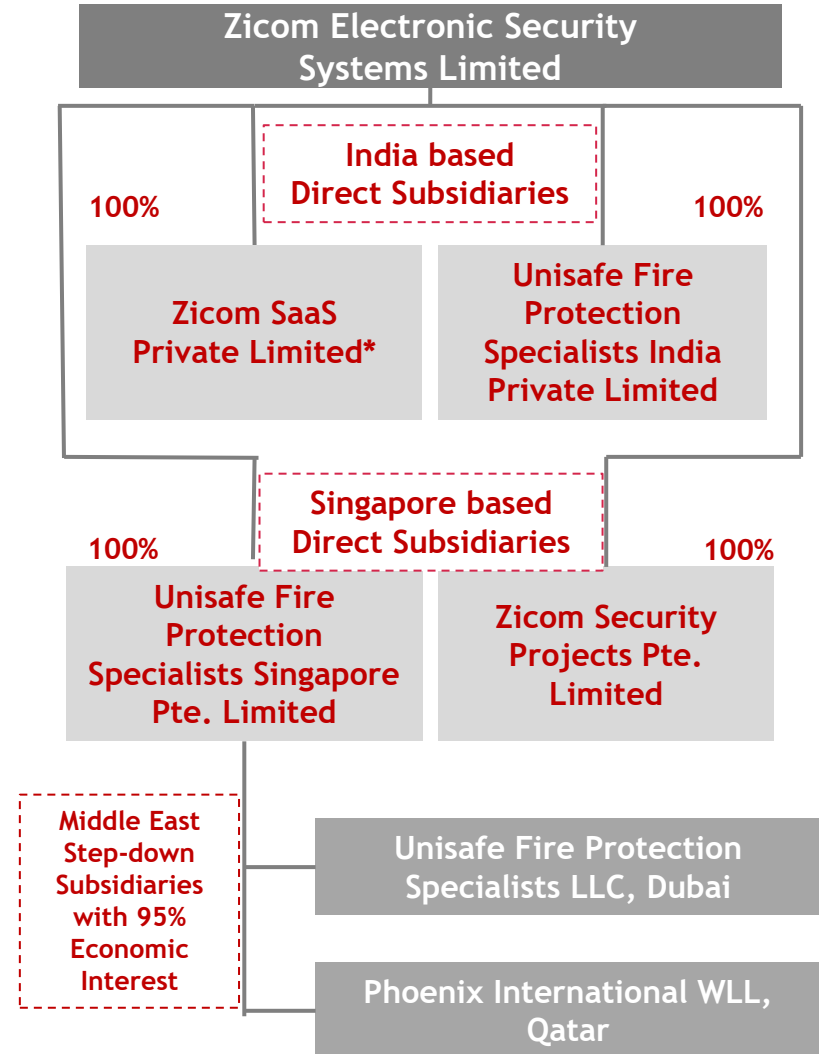 Zicom Electronic Security
Systems Limited
India based
Direct Subsidiaries
100%
100%
Zicom SaaS
Private Limited*
Unisafe Fire
Protection
Specialists India
Private Limited
Singapore based
Direct Subsidiaries
100%
100%
Unisafe Fire
Protection
Specialists Singapore
Pte. Limited
Zicom Security
Projects Pte.
Limited
Middle East
Step-down
Subsidiaries
with 95%
Economic
Interest
Unisafe Fire Protection
Specialists LLC, Dubai
Phoenix International WLL,
Qatar